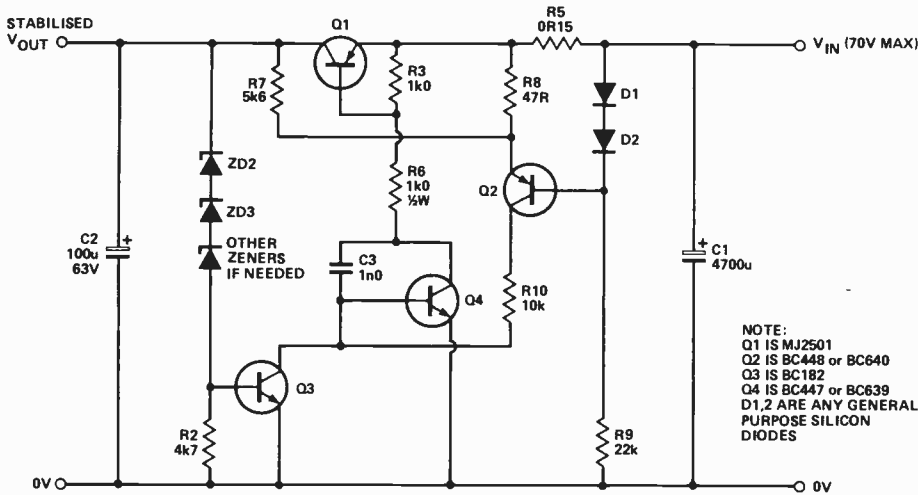 STABILISED
VOUT
Q1
R5
0R15
VIN (70V MAX)
R7
5k6
R3
1k0
R8
47R
D1
D2
ZD2
ZD3
OTHER
ZENERS
IF NEEDED
R6
1k0
½W
Q2
C2
100u
63V
+
C3
1n0
Q4
R10
10k
+
C1
4700u
Q3
R2
4k7
R9
22k
NOTE:
Q1 IS MJ2501
Q2 IS BC448 or BC640
Q3 IS BC182
Q4 IS BC447 or BC639
D1,2 ARE ANY GENERAL
PURPOSE SILICON
DIODES
0V
0V